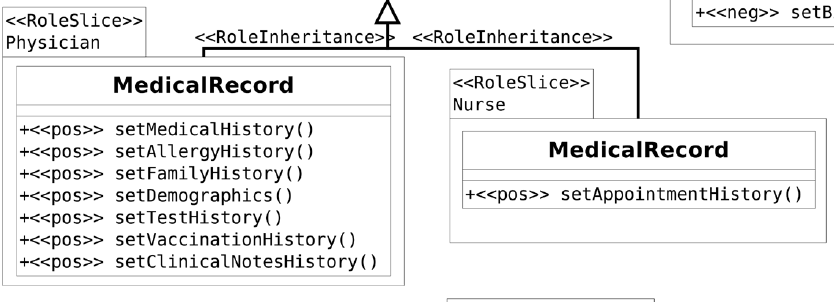 <<RoleSlice>>
Physician
<<RoleInheritance>> <<RoleInheritance>>
MedicalRecord
+<<pos>> setMedicalHistory()
+<<pos>> setAllergyHistory()
+<<pos>> setFamilyHistory()
+<<pos>> setDemographics()
+<<pos>> setTestHistory()
+<<pos>> setVaccinationHistory()
+<<pos>> setClinicalNotesHistory()
<<RoleSlice>>
Nurse
MedicalRecord
+<<pos>> setAppointmentHistory()
+<<neg>>